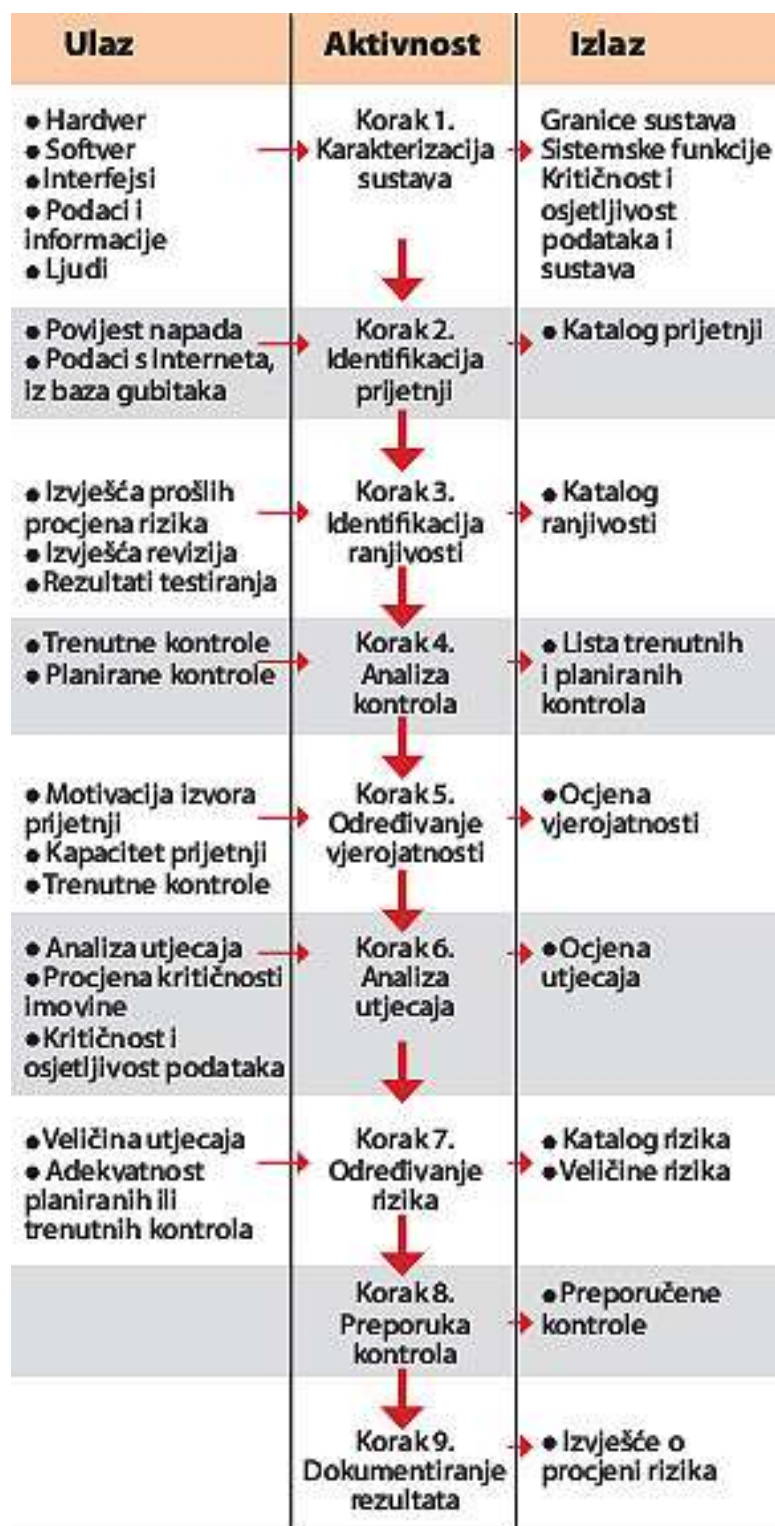 Ulaz
Aktivnost
Izlaz
● Hardver
● Softver
● Interfejsi
● Podaci i
informacije
● Ljudi
Korak 1.
Karakterizacija
sustava
Granice sustava
Sistemske funkcije
Kritičnost i
osjetljivost
podataka i
sustava
● Povijest napada
● Podaci s Interneta,
iz baza gubitaka
Korak 2.
Identifikacija
prijetnji
● Katalog prijetnji
● Izvješća prošlih
procjena rizika
● Izvješća revizija
● Rezultati testiranja
Korak 3.
Identifikacija
ranjivosti
● Katalog
ranjivosti
● Trenutne kontrole
● Planirane kontrole
Korak 4.
Analiza
kontrola
● Lista trenutnih
i planiranih
kontrola
● Motivacija izvora
prijetnji
● Kapacitet prijetnji
● Trenutne kontrole
Korak 5.
Određivanje
vjerojatnosti
● Ocjena
vjerojatnosti
● Analiza utjecaja
● Procjena kritičnosti
imovine
● Kritičnost i
osjetljivost podataka
Korak 6.
Analiza
utjecaja
● Ocjena
utjecaja
● Veličina utjecaja
● Adekvatnost
planiranih ili
trenutnih kontrola
Korak 7.
Određivanje
rizika
● Katalog rizika
● Veličine rizika
Korak 8.
Preporuka
kontrola
● Preporučene
kontrole
Korak 9.
Dokumentiranje
rezultata
● Izvješće o
procjeni rizika